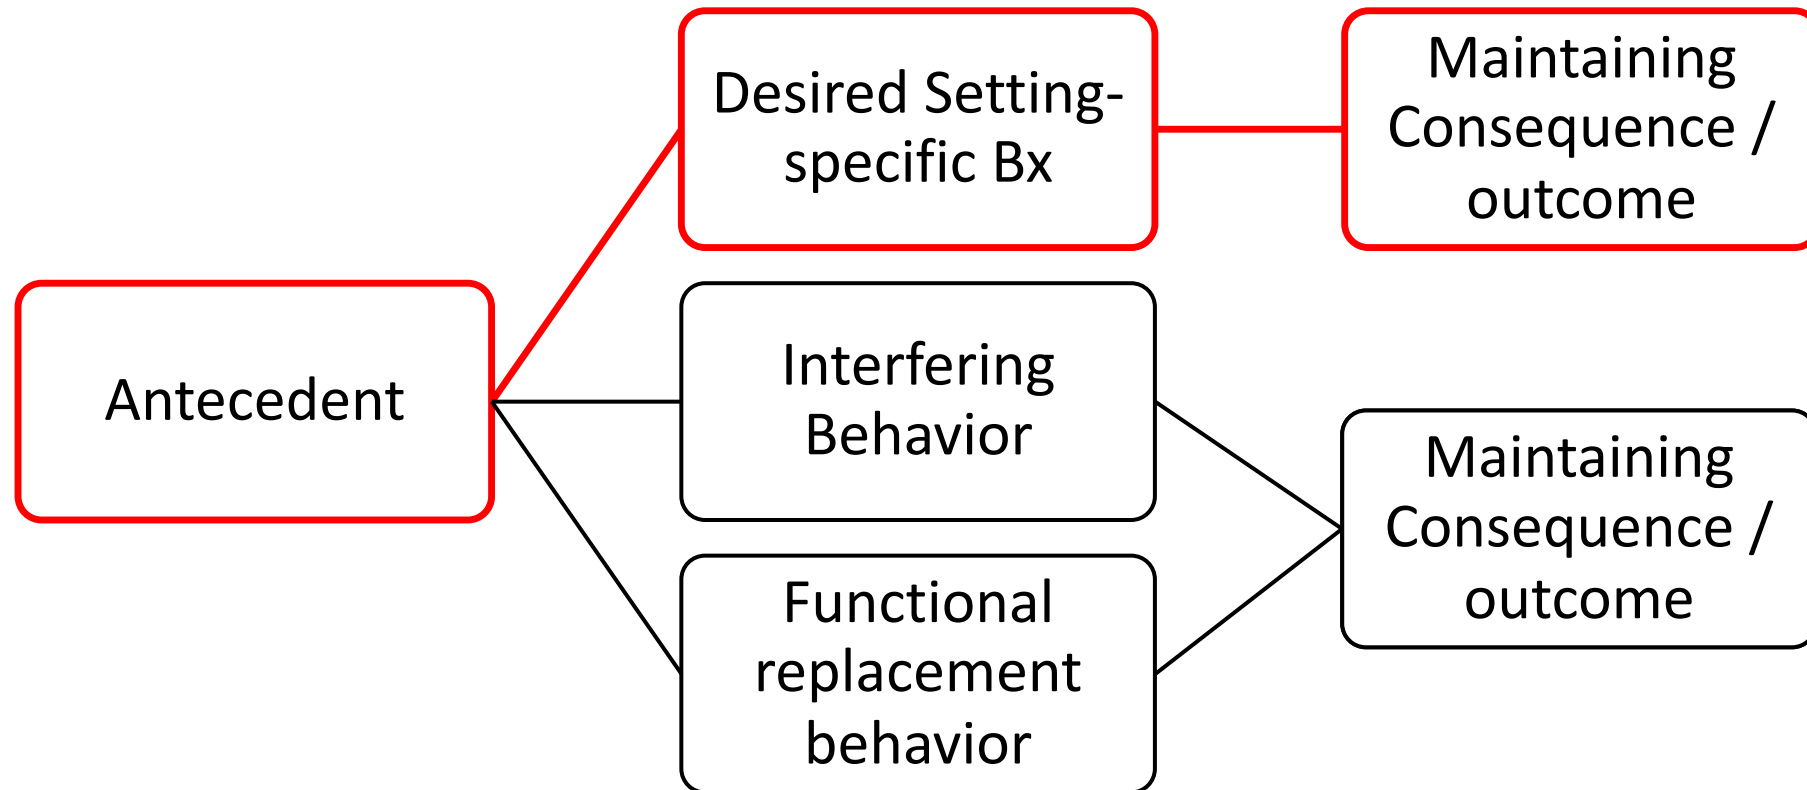 Desired Setting-
specific Bx
Maintaining
Consequence /
outcome
Antecedent
Interfering
Behavior
Maintaining
Consequence /
outcome
Functional
replacement
behavior